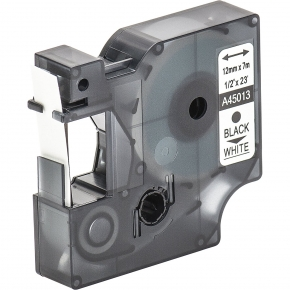 12mm x 7m
1/2" x 23'
A45013
BLACK
WHITE